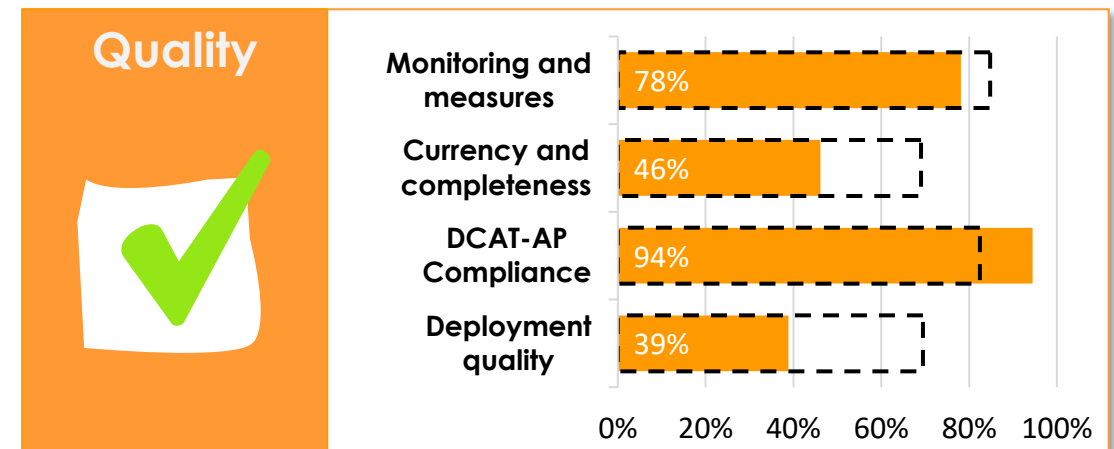 Quality
Monitoring and
measures
78%
Currency and
completeness
46%
DCAT-AP
Compliance
94%
Deployment
quality
39%
0% 20% 40% 60% 80% 100%